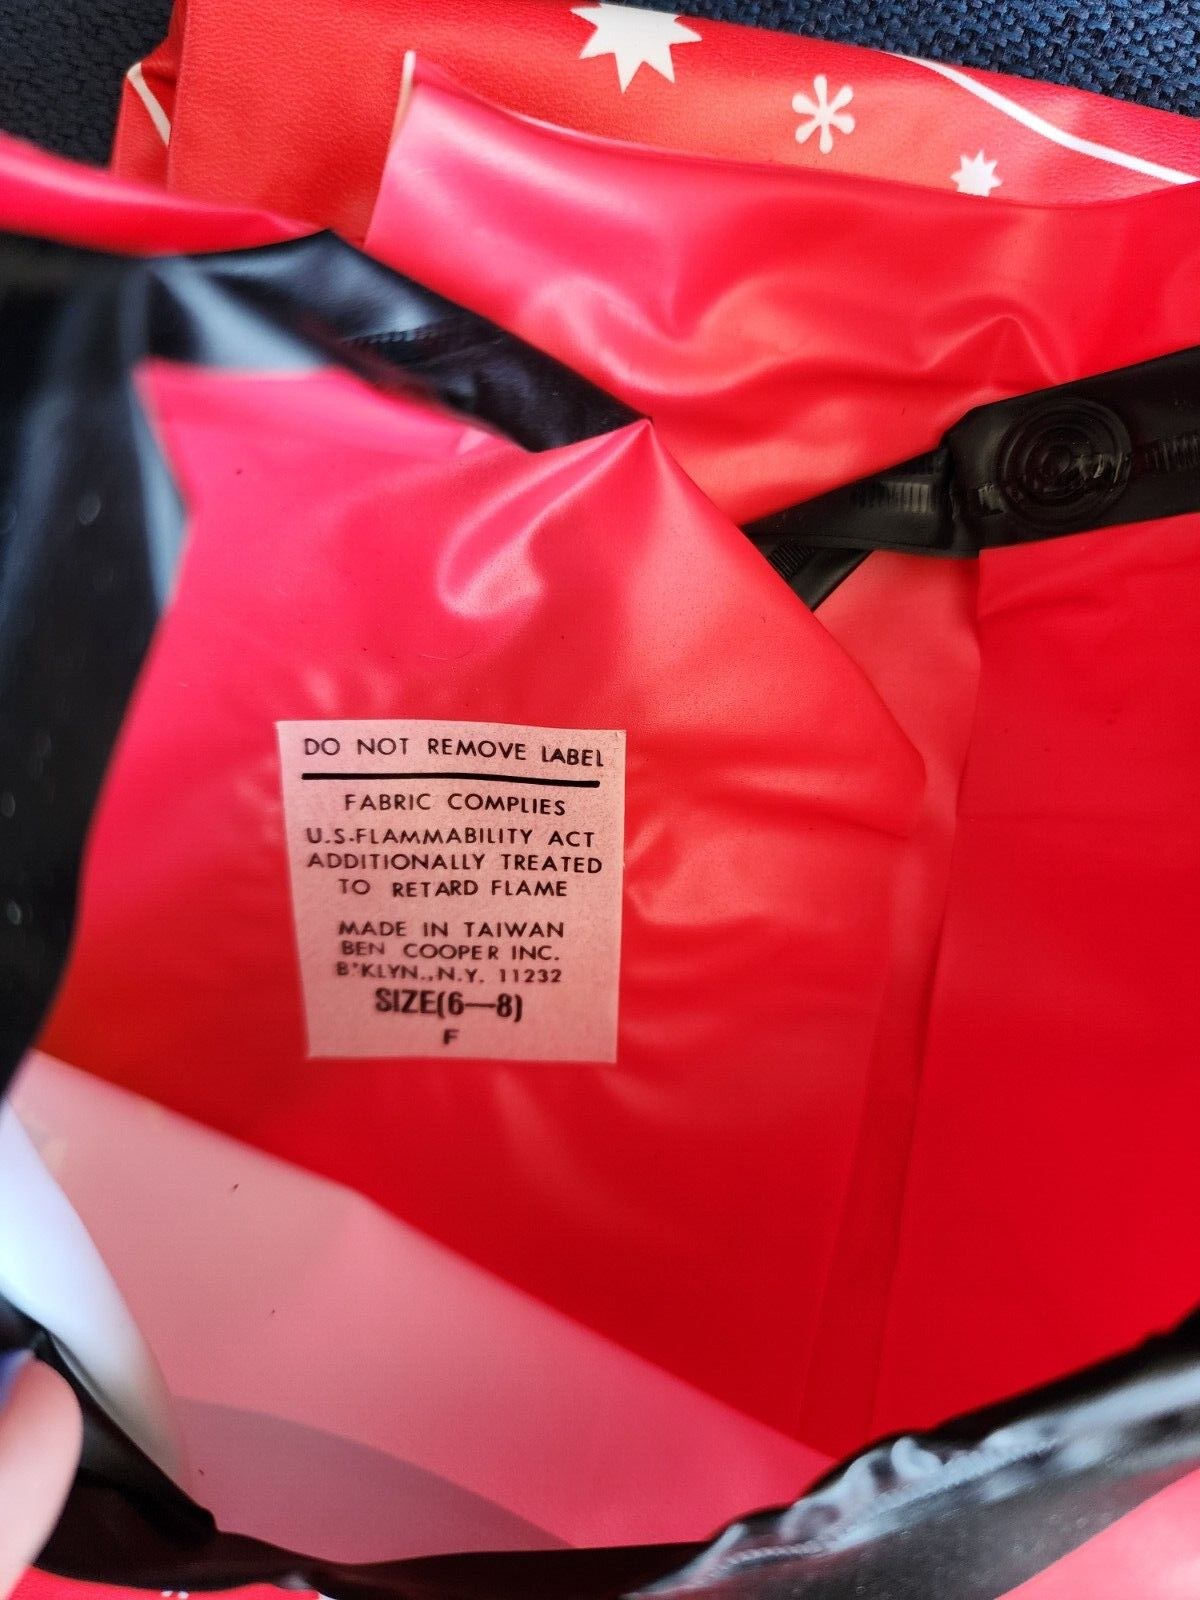 DO NOT REMOVE LABEL
FABRIC COMPLIES
U.S-FLAMMABILITY ACT
ADDITIONALLY TREATED
TO RETARD FLAME
MADE IN TAIWAN
BEN COOPER INC.
B'KLYN.,N.Y. 11232
SIZE(6—8)
F